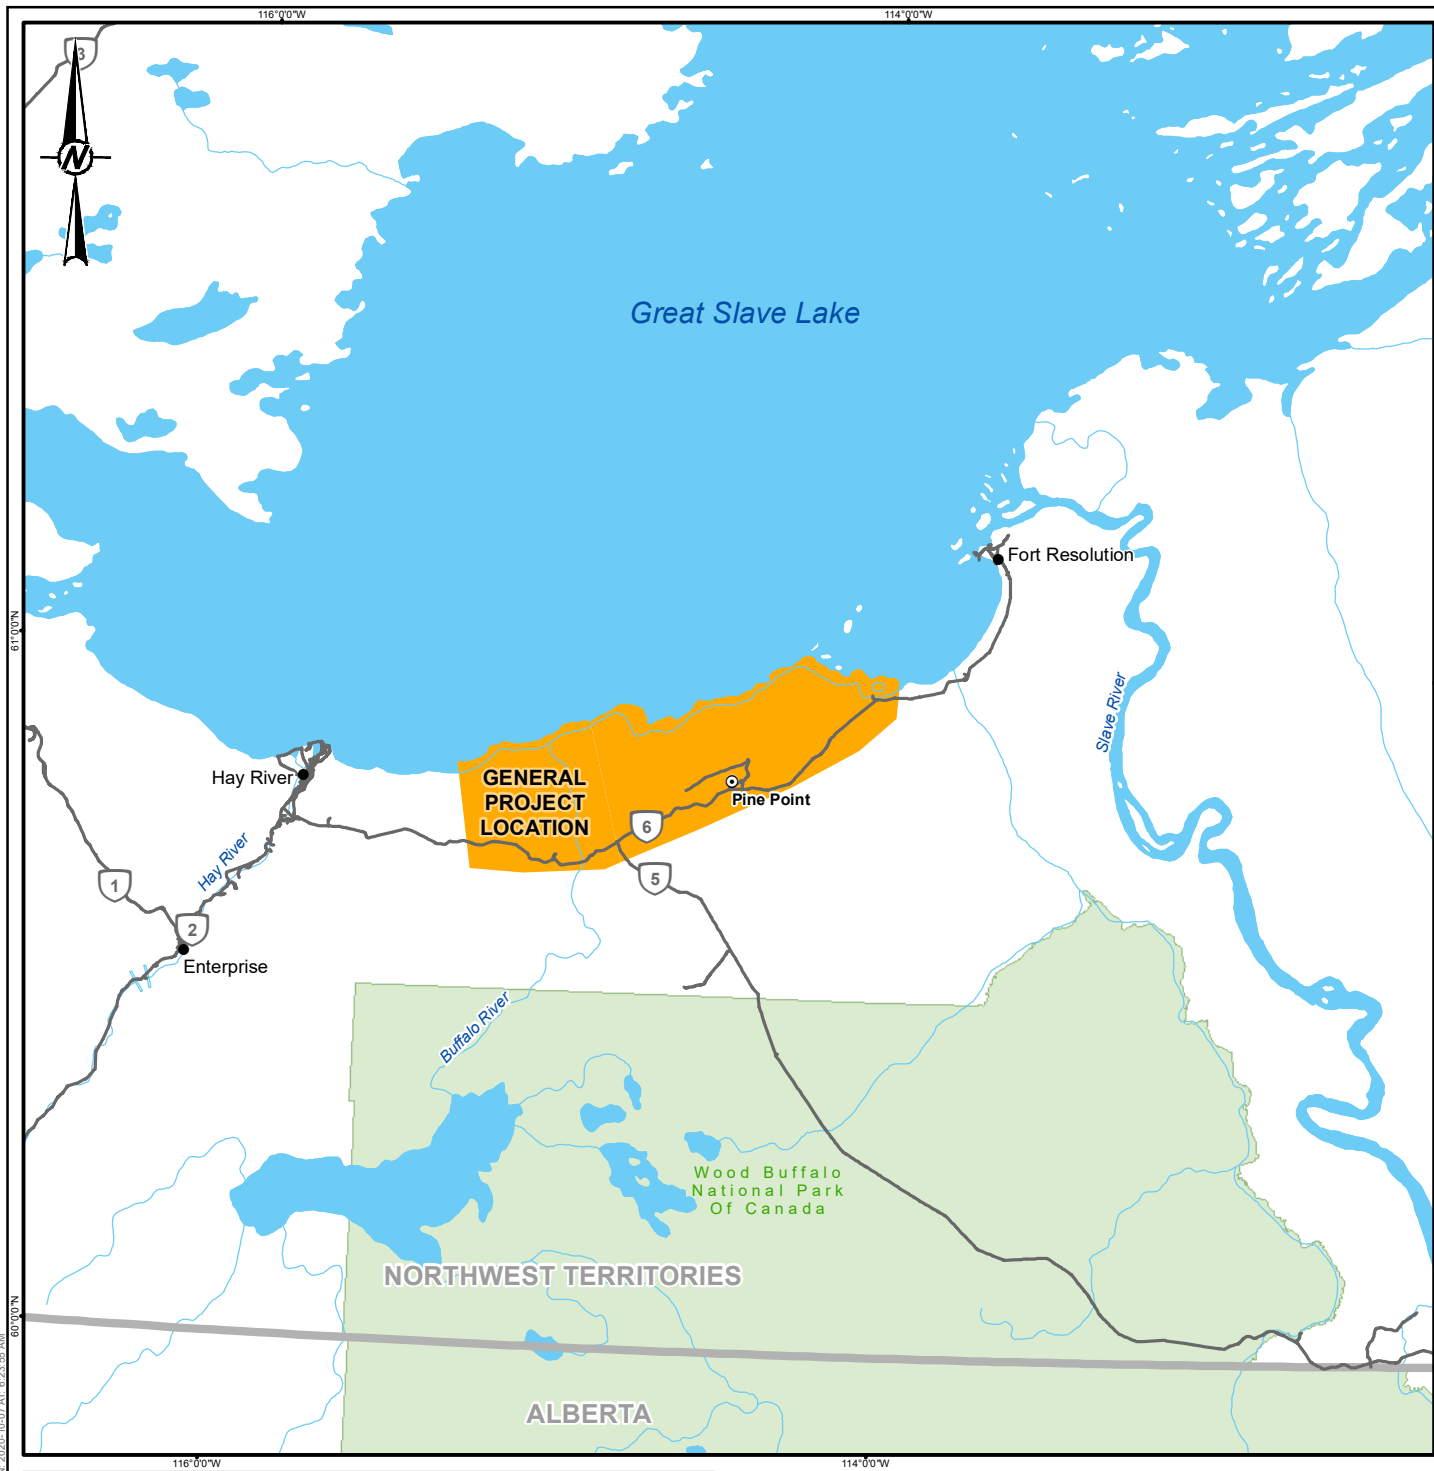 116°0'0"W
114°0'0"W
3
N
Great Slave Lake
Fort Resolution
61°0'0"N
Slave River
Hay River
GENERAL
PROJECT
LOCATION
Pine Point
6
5
Hay River
1
2
Enterprise
Buffalo River
Wood Buffalo
National Park
Of Canada
NORTHWEST TERRITORIES
60°0'0"N
ALBERTA
116°0'0"W
114°0'0"W